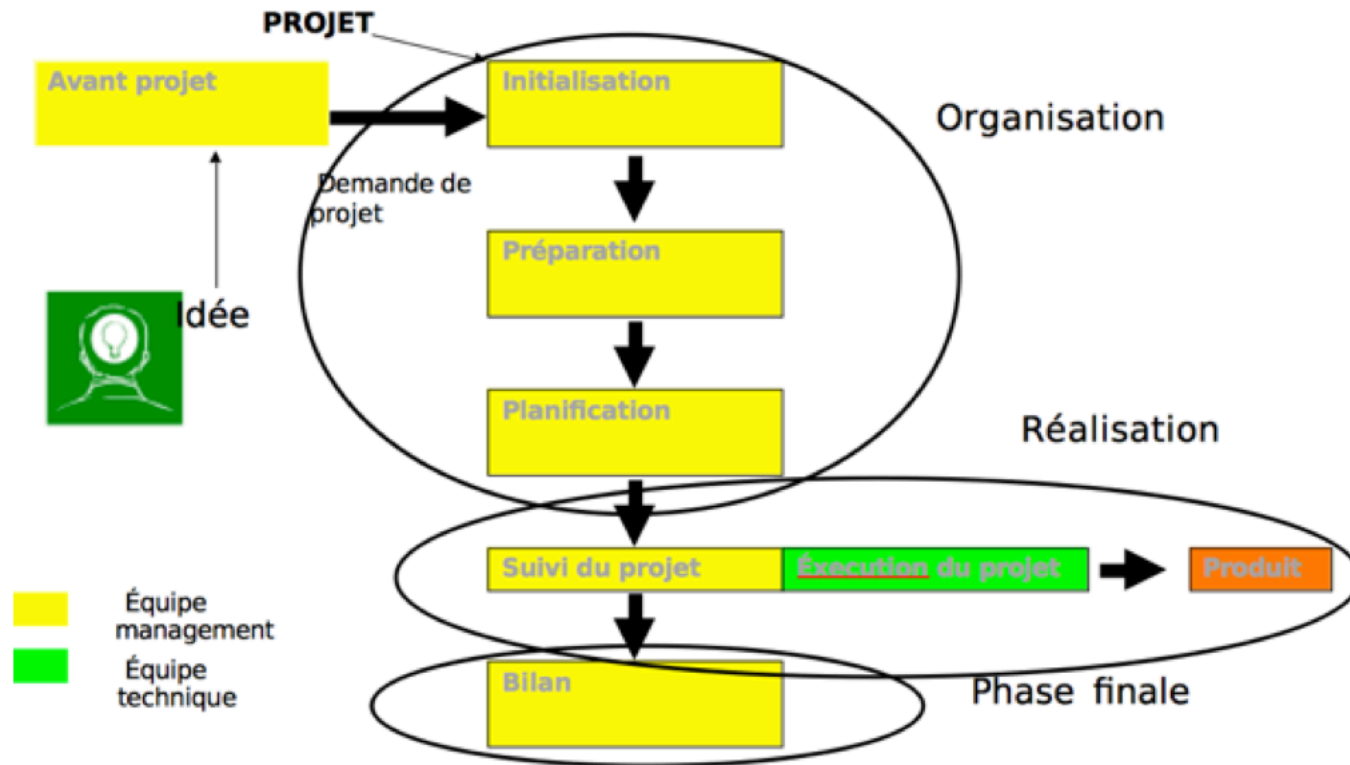 PROJET
Avant projet
Initialisation
Organisation
Demande de
projet
Préparation
Idée
Planification
Réalisation
Suivi du projet
Éxecution du projet
Produit
Équipe
management
Équipe
technique
Bilan
Phase finale